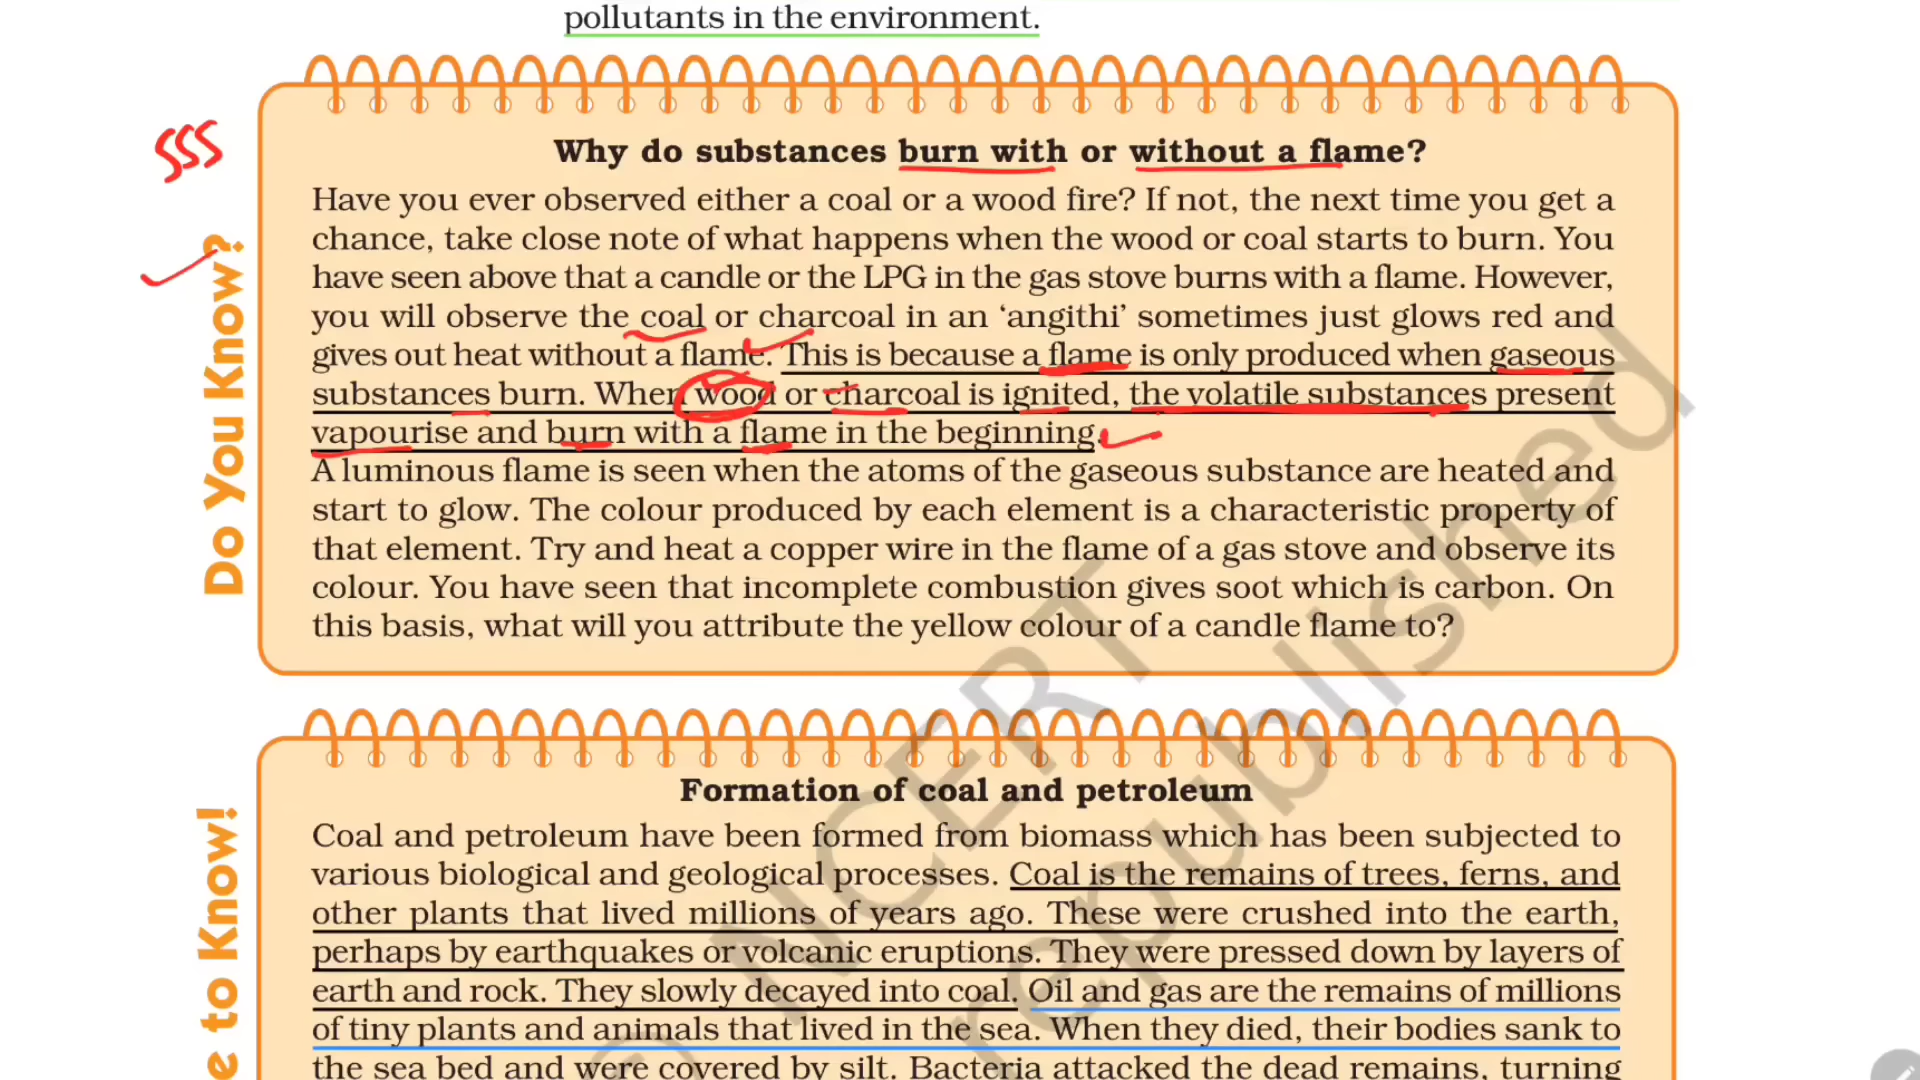 pollutants in the environment.
Why do substances burn with or without a flame?
Have you ever observed either a coal or a wood fire? If not, the next time you get a
chance, take close note of what happens when the wood or coal starts to burn. You
have seen above that a candle or the LPG in the gas stove burns with a flame. However,
you will observe the coal or charcoal in an ‘angithi’ sometimes just glows red and
gives out heat without a flame. This is because a flame is only produced when gaseous
substances burn. When wood or charcoal is ignited, the volatile substances present
vapourise and burn with a flame in the beginning.
A luminous flame is seen when the atoms of the gaseous substance are heated and
start to glow. The colour produced by each element is a characteristic property of
that element. Try and heat a copper wire in the flame of a gas stove and observe its
colour. You have seen that incomplete combustion gives soot which is carbon. On
this basis, what will you attribute the yellow colour of a candle flame to?
Do You Know?
Formation of coal and petroleum
Coal and petroleum have been formed from biomass which has been subjected to
various biological and geological processes. Coal is the remains of trees, ferns, and
other plants that lived millions of years ago. These were crushed into the earth,
perhaps by earthquakes or volcanic eruptions. They were pressed down by layers of
earth and rock. They slowly decayed into coal. Oil and gas are the remains of millions
of tiny plants and animals that lived in the sea. When they died, their bodies sank to
the sea bed and were covered by silt. Bacteria attacked the dead remains, turning
e to Know!
NCERT
republished